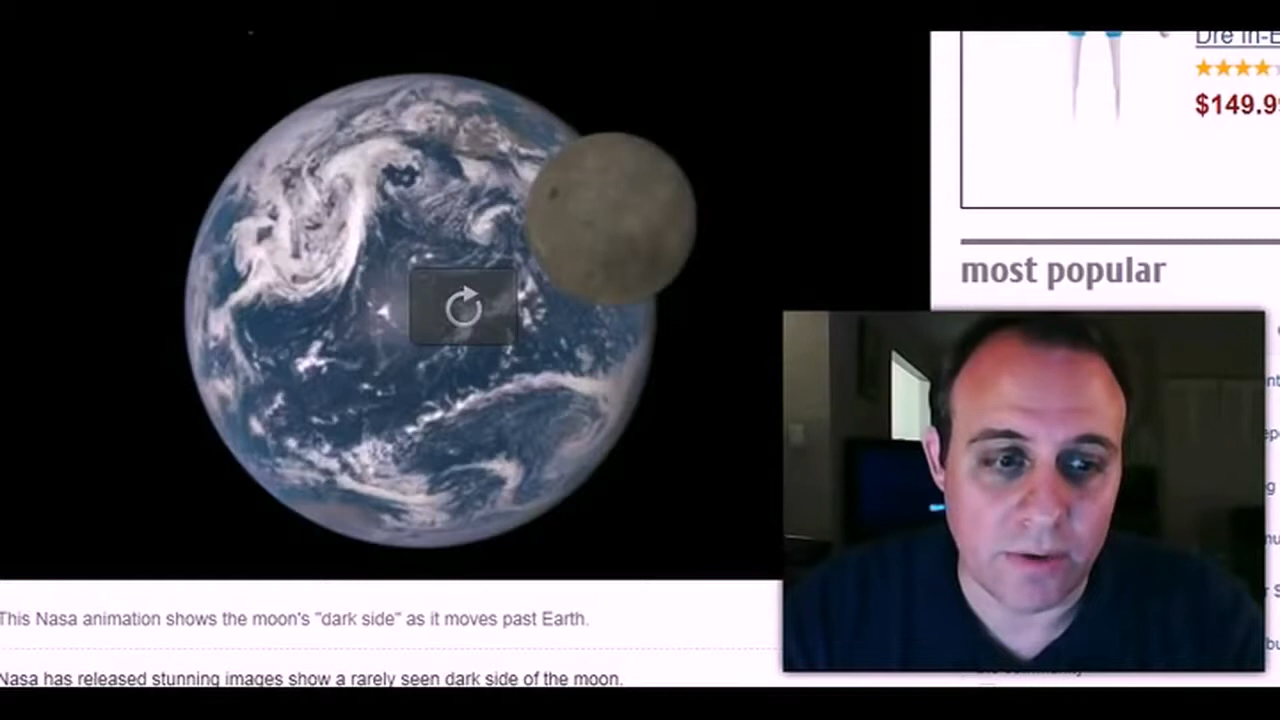 Dre In-E
$149.9
most popular
This Nasa animation shows the moon's "dark side" as it moves past Earth.
Nasa has released stunning images show a rarely seen dark side of the moon.